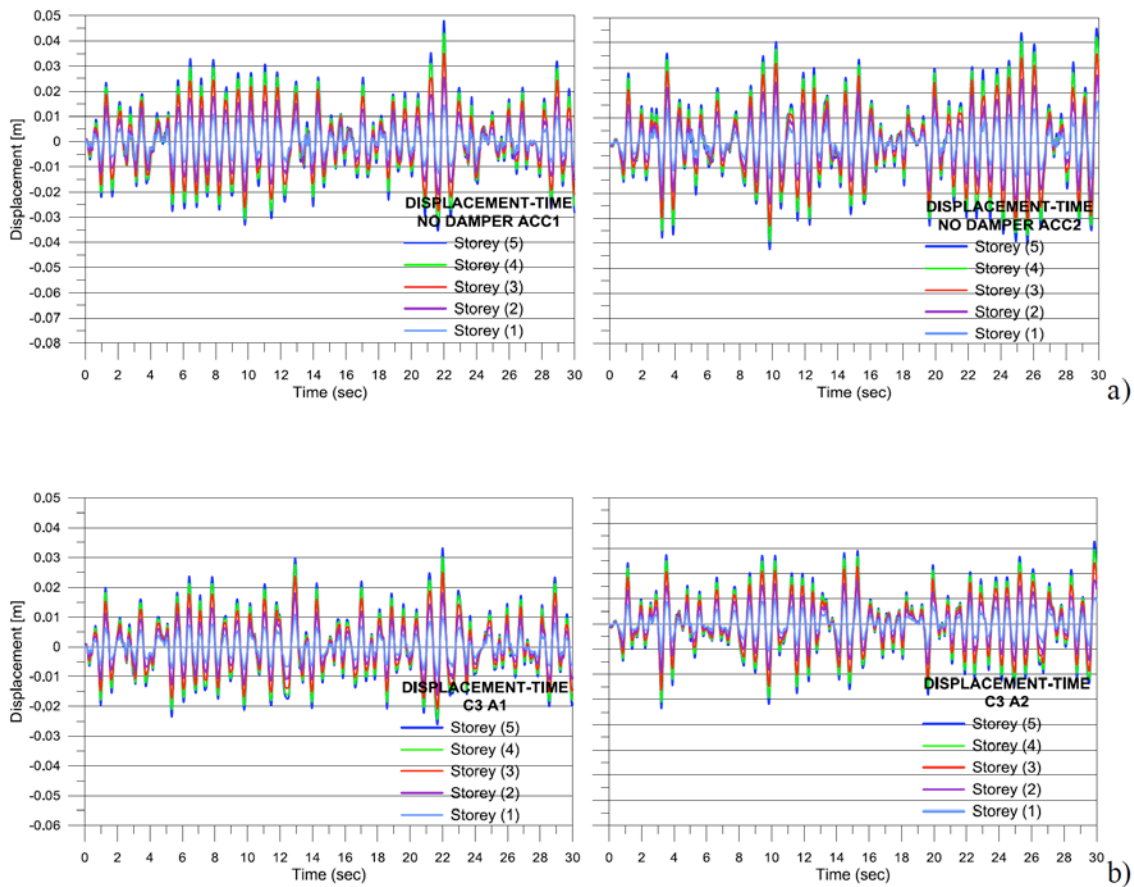 0.05
0.04
0.03
0.02
0.01
0
-0.01
-0.02
-0.03
-0.04
-0.05
-0.06
-0.07
-0.08
Displacement [m]
DISPLACEMENT-TIME
NO DAMPER ACC1
Storey (5)
Storey (4)
Storey (3)
Storey (2)
Storey (1)
0 2 4 6 8 10 12 14 16 18 20 22 24 26 28 30
Time (sec)
DISPLACEMENT-TIME
NO DAMPER ACC2
Storey (5)
Storey (4)
Storey (3)
Storey (2)
Storey (1)
0 2 4 6 8 10 12 14 16 18 20 22 24 26 28 30
Time (sec)
a)
0.05
0.04
0.03
0.02
0.01
0
-0.01
-0.02
-0.03
-0.04
-0.05
-0.06
Displacement [m]
DISPLACEMENT-TIME
C3 A1
Storey (5)
Storey (4)
Storey (3)
Storey (2)
Storey (1)
0 2 4 6 8 10 12 14 16 18 20 22 24 26 28 30
Time (sec)
DISPLACEMENT-TIME
C3 A2
Storey (5)
Storey (4)
Storey (3)
Storey (2)
Storey (1)
0 2 4 6 8 10 12 14 16 18 20 22 24 26 28 30
Time (sec)
b)